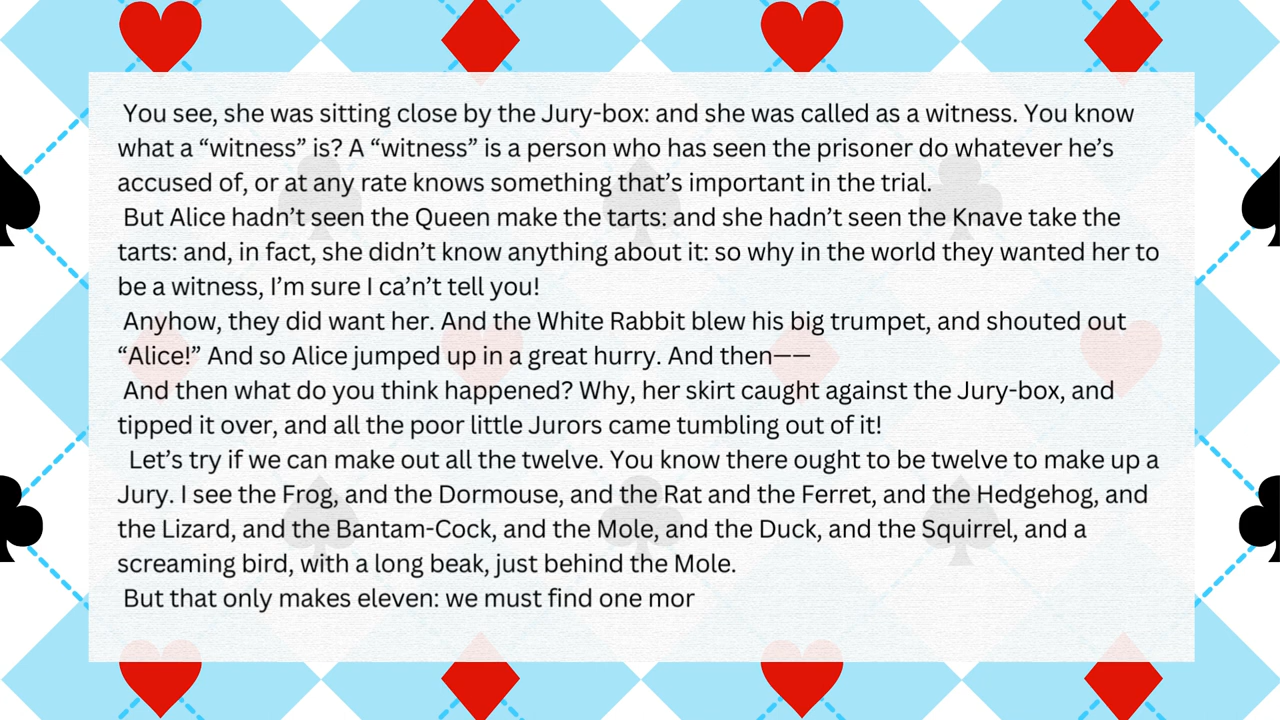 You see, she was sitting close by the Jury-box: and she was called as a witness. You know
what a “witness” is? A “witness” is a person who has seen the prisoner do whatever he’s
accused of, or at any rate knows something that’s important in the trial.
But Alice hadn’t seen the Queen make the tarts: and she hadn’t seen the Knave take the
tarts: and, in fact, she didn’t know anything about it: so why in the world they wanted her to
be a witness, I’m sure I ca’n’t tell you!
Anyhow, they did want her. And the White Rabbit blew his big trumpet, and shouted out
“Alice!” And so Alice jumped up in a great hurry. And then——
And then what do you think happened? Why, her skirt caught against the Jury-box, and
tipped it over, and all the poor little Jurors came tumbling out of it!
Let’s try if we can make out all the twelve. You know there ought to be twelve to make up a
Jury. I see the Frog, and the Dormouse, and the Rat and the Ferret, and the Hedgehog, and
the Lizard, and the Bantam-Cock, and the Mole, and the Duck, and the Squirrel, and a
screaming bird, with a long beak, just behind the Mole.
But that only makes eleven: we must find one mor